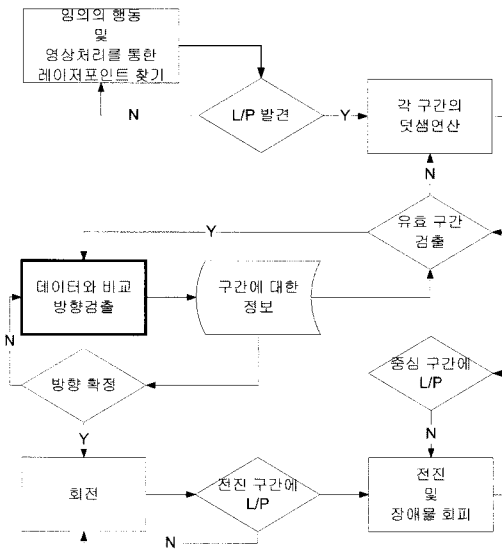 임의의 행동
및
영상처리를 통한
레이저포인트 찾기
N
L/P 발견
Y
각 구간의
덧셈연산
N
Y
유효 구간
검출
데이터와 비교
방향검출
구간에 대한
정보
N
방향 확정
중심 구간에
L/P
Y
N
회전
전진 구간에
L/P
전진
및
장애물 회피
N